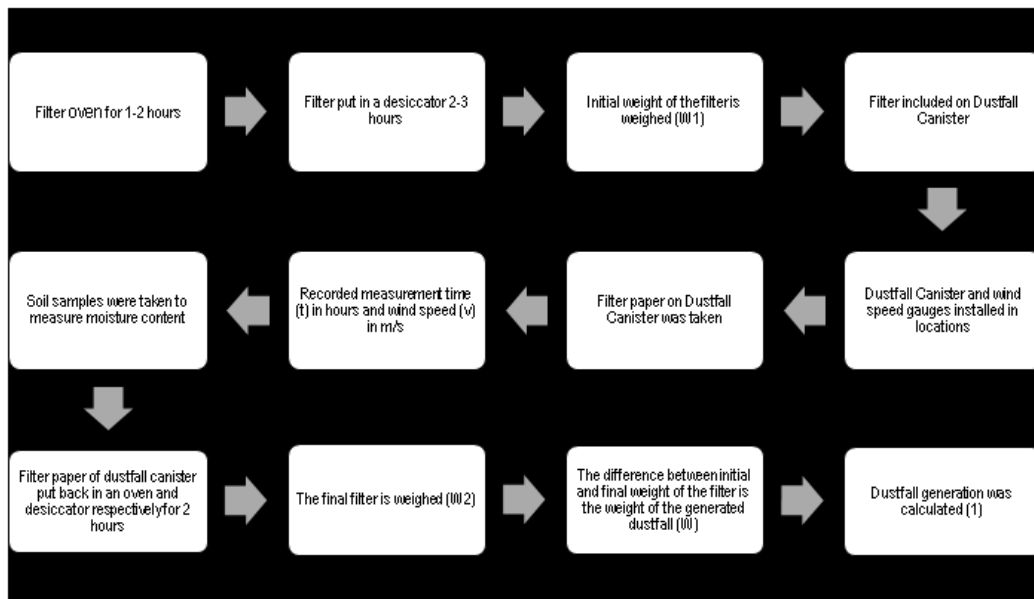 Filter oven for 1-2 hours
Filter put in a desiccator 2-3
hours
Initial weight of the filter is
weighed (W1)
Filter included on Dustfall
Canister
Dustfall Canister and wind
speed gauges installed in
locations
Filter paper on Dustfall
Canister was taken
Recorded measurement time
(t) in hours and wind speed (v)
in m/s
Soil samples were taken to
measure moisture content
Filter paper of dustfall canister
put back in an oven and
desiccator respectively for 2
hours
The final filter is weighed (W2)
The difference between initial
and final weight of the filter is
the weight of the generated
dustfall (W)
Dustfall generation was
calculated (1)